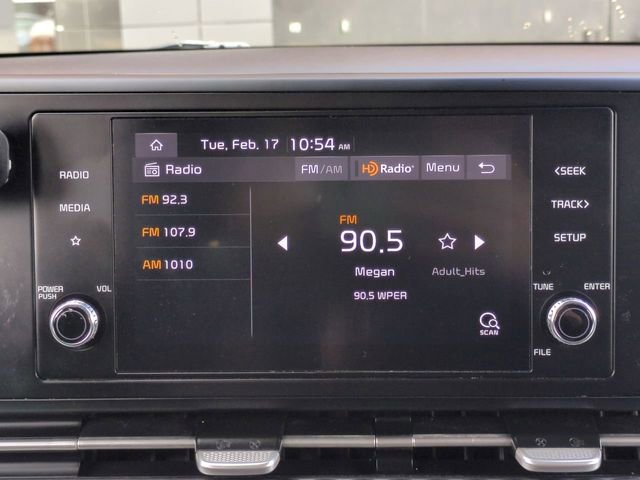 Tue, Feb. 17 10:54 AM
Radio FM/AM HD Radio Menu
FM 92.3
FM 107.9
AM 1010
FM
90.5
Megan Adult_Hits
90.5 WPER
SCAN
RADIO
MEDIA
POWER PUSH VOL
<SEEK
TRACK>
SETUP
TUNE ENTER
FILE